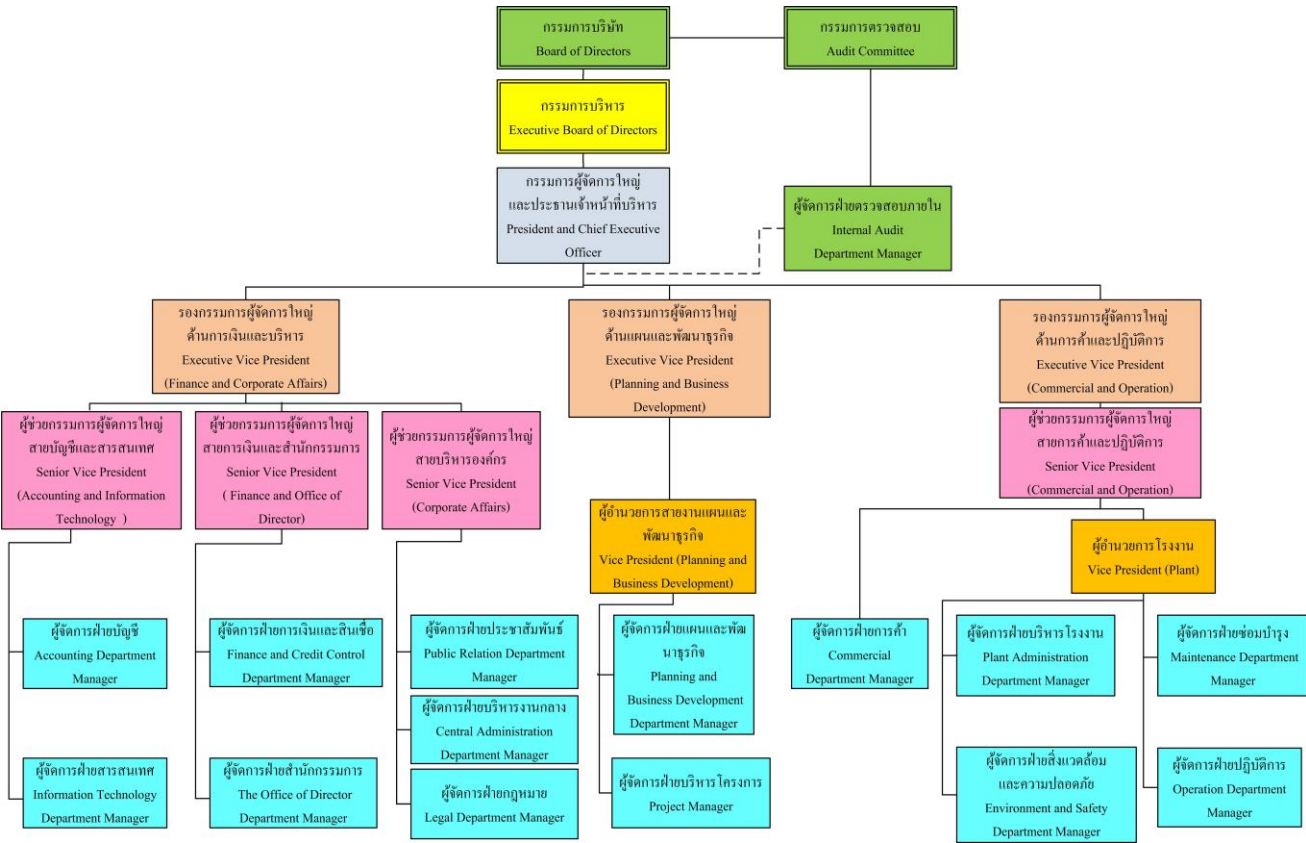 กรรมการบริษัท
Board of Directors
กรรมการตรวจสอบ
Audit Committee
กรรมการบริหาร
Executive Board of Directors
กรรมการผู้จัดการใหญ่
และประธานเจ้าหน้าที่บริหาร
President and Chief Executive
Officer
ผู้จัดการฝ่ายตรวจสอบภายใน
Internal Audit
Department Manager
รองกรรมการผู้จัดการใหญ่
ด้านการเงินและบริหาร
Executive Vice President
(Finance and Corporate Affairs)
รองกรรมการผู้จัดการใหญ่
ด้านแผนและพัฒนาธุรกิจ
Executive Vice President
(Planning and Business
Development)
รองกรรมการผู้จัดการใหญ่
ด้านการค้าและปฏิบัติการ
Executive Vice President
(Commercial and Operation)
ผู้ช่วยกรรมการผู้จัดการใหญ่
สายบัญชีและสารสนเทศ
Senior Vice President
(Accounting and Information
Technology )
ผู้ช่วยกรรมการผู้จัดการใหญ่
สายการเงินและสำนักกรรมการ
Senior Vice President
( Finance and Office of
Director)
ผู้ช่วยกรรมการผู้จัดการใหญ่
สายบริหารองค์กร
Senior Vice President
(Corporate Affairs)
ผู้ช่วยกรรมการผู้จัดการใหญ่
สายการค้าและปฏิบัติการ
Senior Vice President
(Commercial and Operation)
ผู้อำนวยการสายงานแผนและ
พัฒนาธุรกิจ
Vice President (Planning and
Business Development)
ผู้อำนวยการโรงงาน
Vice President (Plant)
ผู้จัดการฝ่ายบัญชี
Accounting Department
Manager
ผู้จัดการฝ่ายการเงินและสินเชื่อ
Finance and Credit Control
Department Manager
ผู้จัดการฝ่ายประชาสัมพันธ์
Public Relation Department
Manager
ผู้จัดการฝ่ายแผนและพัฒ
นาธุรกิจ
Planning and
Business Development
Department Manager
ผู้จัดการฝ่ายการค้า
Commercial
Department Manager
ผู้จัดการฝ่ายบริหารโรงงาน
Plant Administration
Department Manager
ผู้จัดการฝ่ายซ่อมบำรุง
Maintenance Department
Manager
ผู้จัดการฝ่ายบริหารงานกลาง
Central Administration
Department Manager
ผู้จัดการฝ่ายสารสนเทศ
Information Technology
Department Manager
ผู้จัดการฝ่ายสำนักกรรมการ
The Office of Director
Department Manager
ผู้จัดการฝ่ายกฎหมาย
Legal Department Manager
ผู้จัดการฝ่ายบริหารโครงการ
Project Manager
ผู้จัดการฝ่ายสิ่งแวดล้อม
และความปลอดภัย
Environment and Safety
Department Manager
ผู้จัดการฝ่ายปฏิบัติการ
Operation Department
Manager